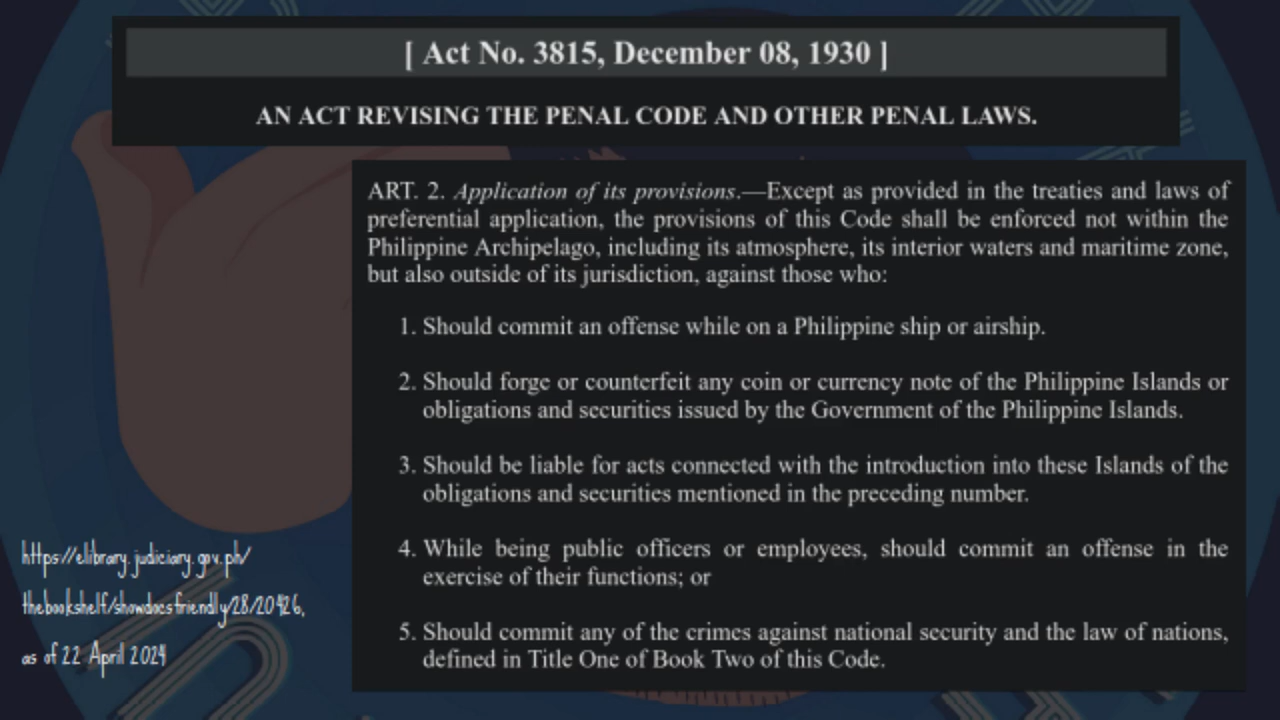 [ Act No. 3815, December 08, 1930 ]
AN ACT REVISING THE PENAL CODE AND OTHER PENAL LAWS.
ART. 2. Application of its provisions.—Except as provided in the treaties and laws of
preferential application, the provisions of this Code shall be enforced not within the
Philippine Archipelago, including its atmosphere, its interior waters and maritime zone,
but also outside of its jurisdiction, against those who:
1. Should commit an offense while on a Philippine ship or airship.
2. Should forge or counterfeit any coin or currency note of the Philippine Islands or
obligations and securities issued by the Government of the Philippine Islands.
3. Should be liable for acts connected with the introduction into these Islands of the
obligations and securities mentioned in the preceding number.
4. While being public officers or employees, should commit an offense in the
exercise of their functions; or
5. Should commit any of the crimes against national security and the law of nations,
defined in Title One of Book Two of this Code.
https://elibrary.judiciary.gov.ph/
thebookshelf/showdocsfriendly/28/20426,
as of 22 April 2024